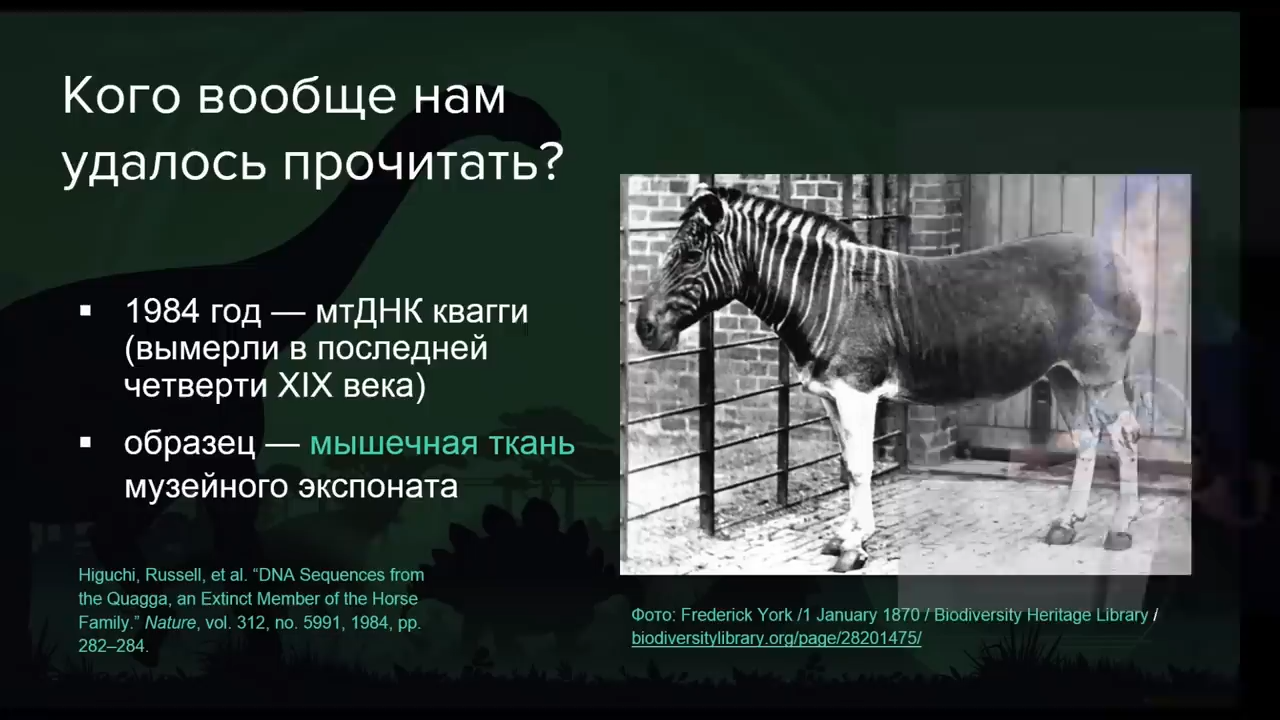 Кого вообще нам
удалось прочитать?
▪ 1984 год — мтДНК квагги
(вымерли в последней
четверти XIX века)
▪ образец — мышечная ткань
музейного экспоната
Higuchi, Russell, et al. “DNA Sequences from
the Quagga, an Extinct Member of the Horse
Family.” Nature, vol. 312, no. 5991, 1984, pp.
282–284.
Фото: Frederick York /1 January 1870 / Biodiversity Heritage Library /
biodiversitylibrary.org/page/28201475/